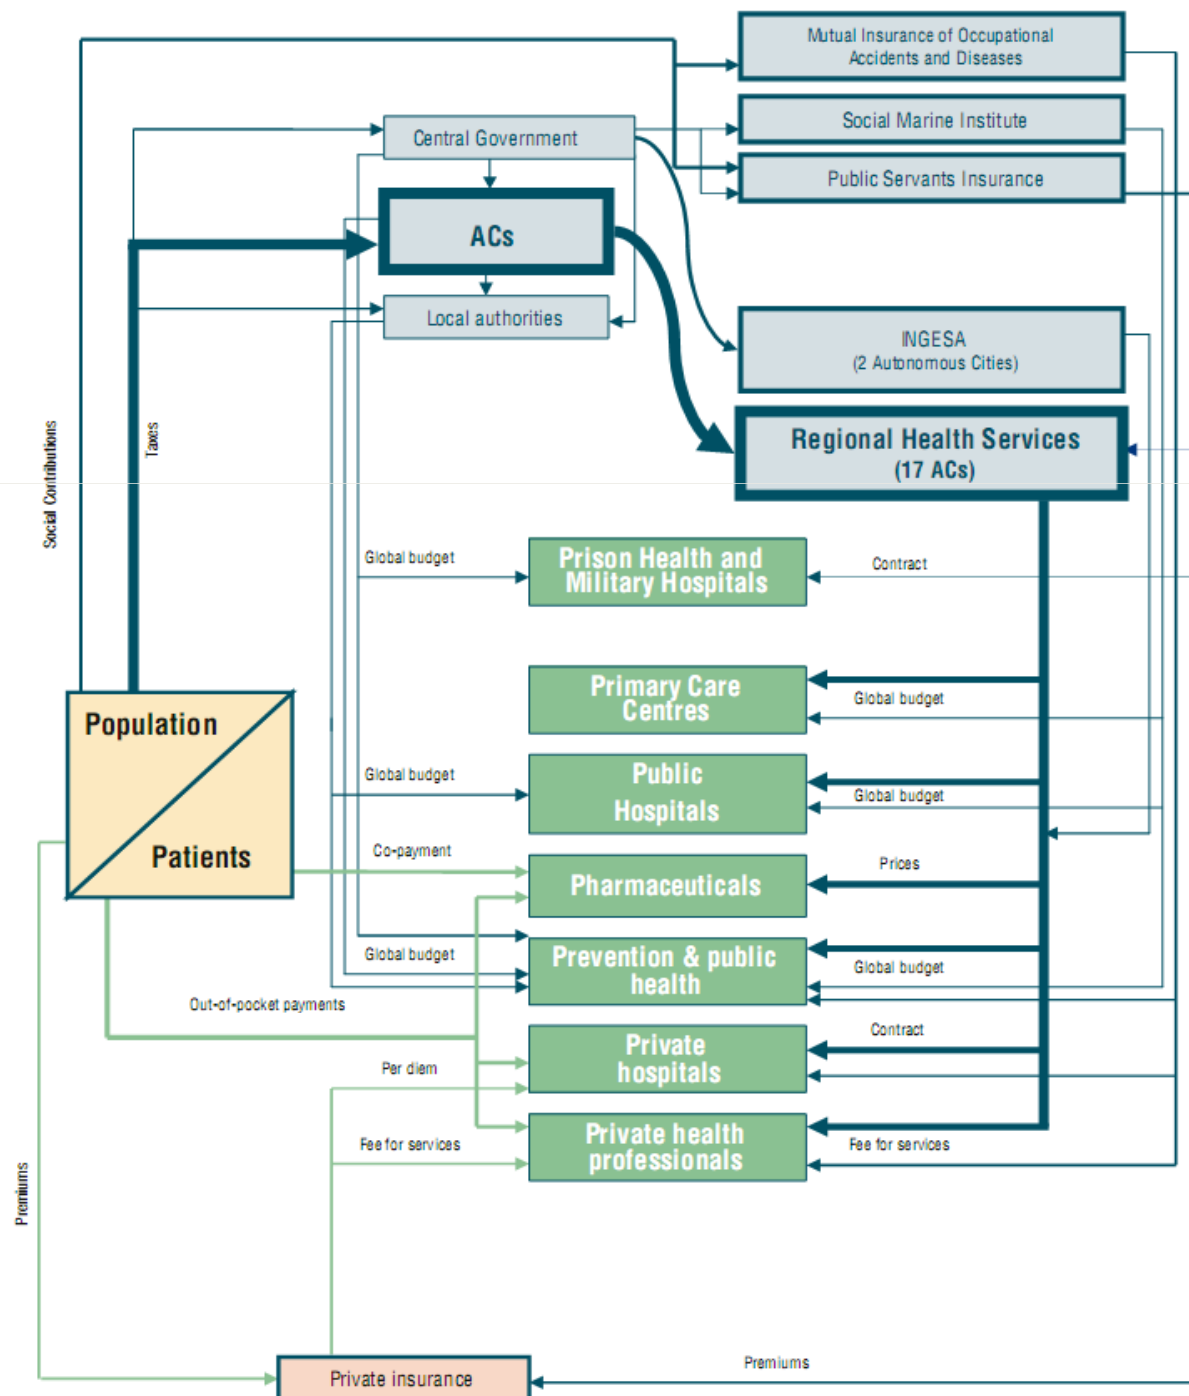 Mutual Insurance of Occupational
Accidents and Diseases
Social Marine Institute
Central Government
Public Servants Insurance
ACs
Local authorities
INGESA
(2 Autonomous Cities)
Regional Health Services
(17 ACs)
Social Contributions
Taxes
Global budget
Prison Health and
Military Hospitals
Contract
Primary Care
Centres
Global budget
Population
Patients
Global budget
Public
Hospitals
Global budget
Co-payment
Pharmaceuticals
Prices
Global budget
Prevention & public
health
Global budget
Out-of-pocket payments
Private
hospitals
Contract
Per diem
Fee for services
Private health
professionals
Fee for services
Premiums
Private insurance
Premiums